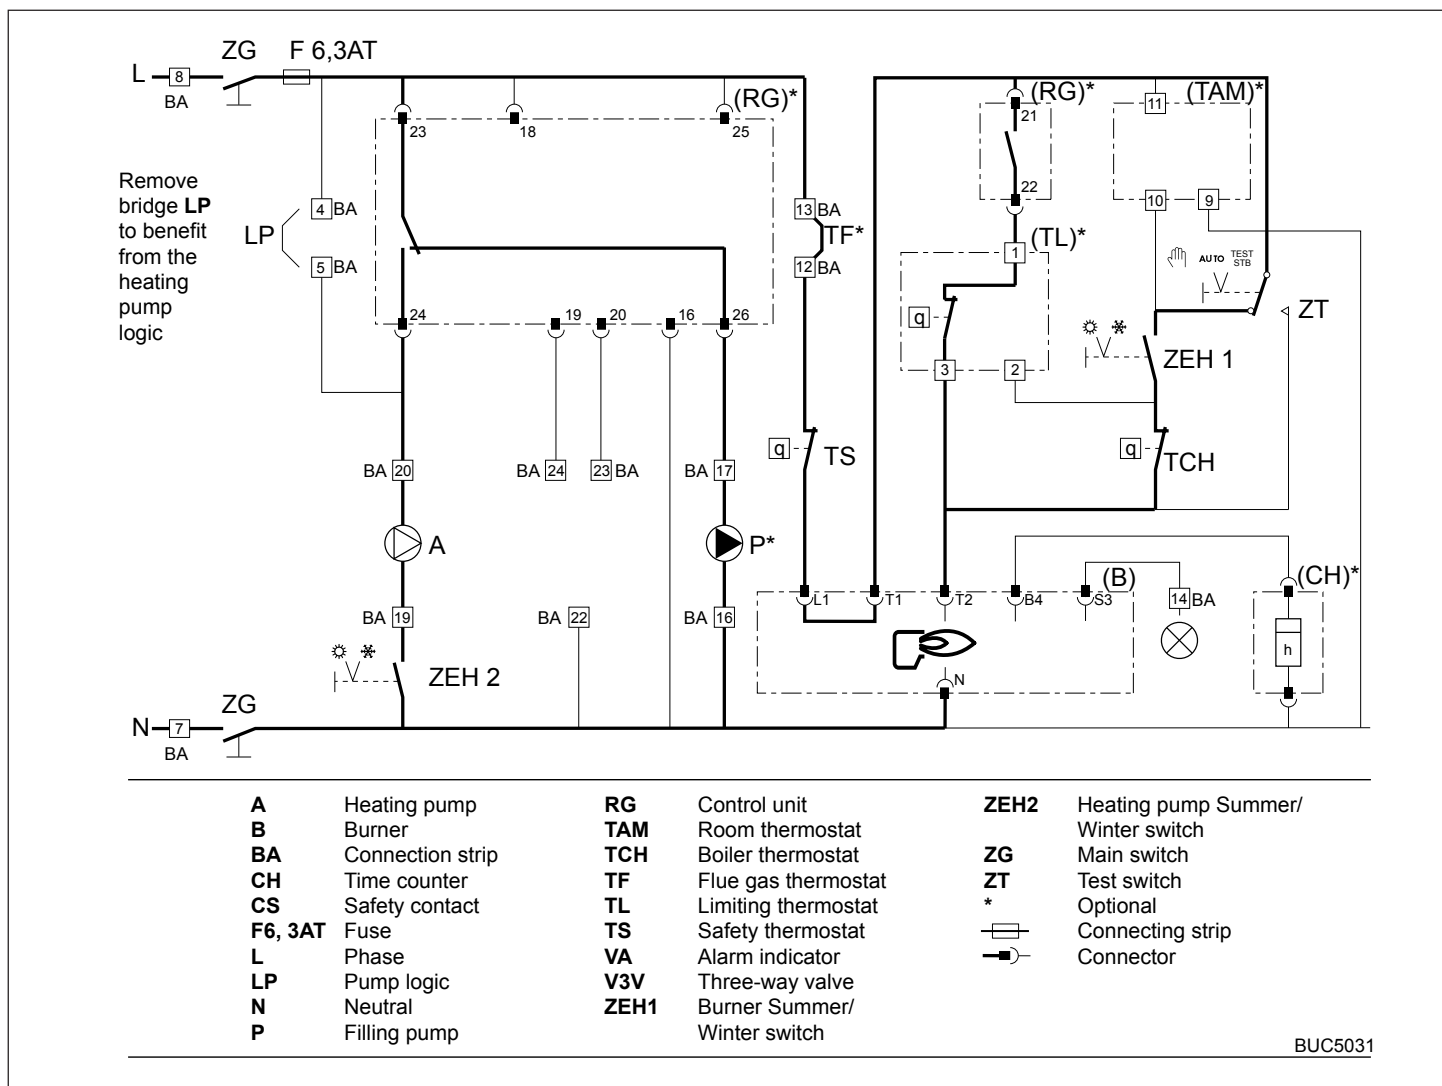 ZG F 6,3AT
L 8
BA
(RG)*
23 18 25
Remove
bridge LP
to benefit
from the
heating
pump
logic
LP
4 BA
5 BA
13 BA
TF*
12 BA
24 19 20 16 26
(RG)*
21
22
(TAM)*
11
10 9
(TL)*
1
q
3 2
AUTO TEST
STB
ZT
ZEH 1
q TCH
q TS
BA 20
BA 24
23 BA
BA 17
A
P*
BA 19
BA 22
BA 16
ZEH 2
L1 T1 T2 B4 S3
(B)
14 BA
(CH)*
h
N
ZG
N 7
BA
A Heating pump
B Burner
BA Connection strip
CH Time counter
CS Safety contact
F6, 3AT Fuse
L Phase
LP Pump logic
N Neutral
P Filling pump
RG Control unit
TAM Room thermostat
TCH Boiler thermostat
TF Flue gas thermostat
TL Limiting thermostat
TS Safety thermostat
VA Alarm indicator
V3V Three-way valve
ZEH1 Burner Summer/
Winter switch
ZEH2 Heating pump Summer/
Winter switch
ZG Main switch
ZT Test switch
* Optional
Connecting strip
Connector
BUC5031